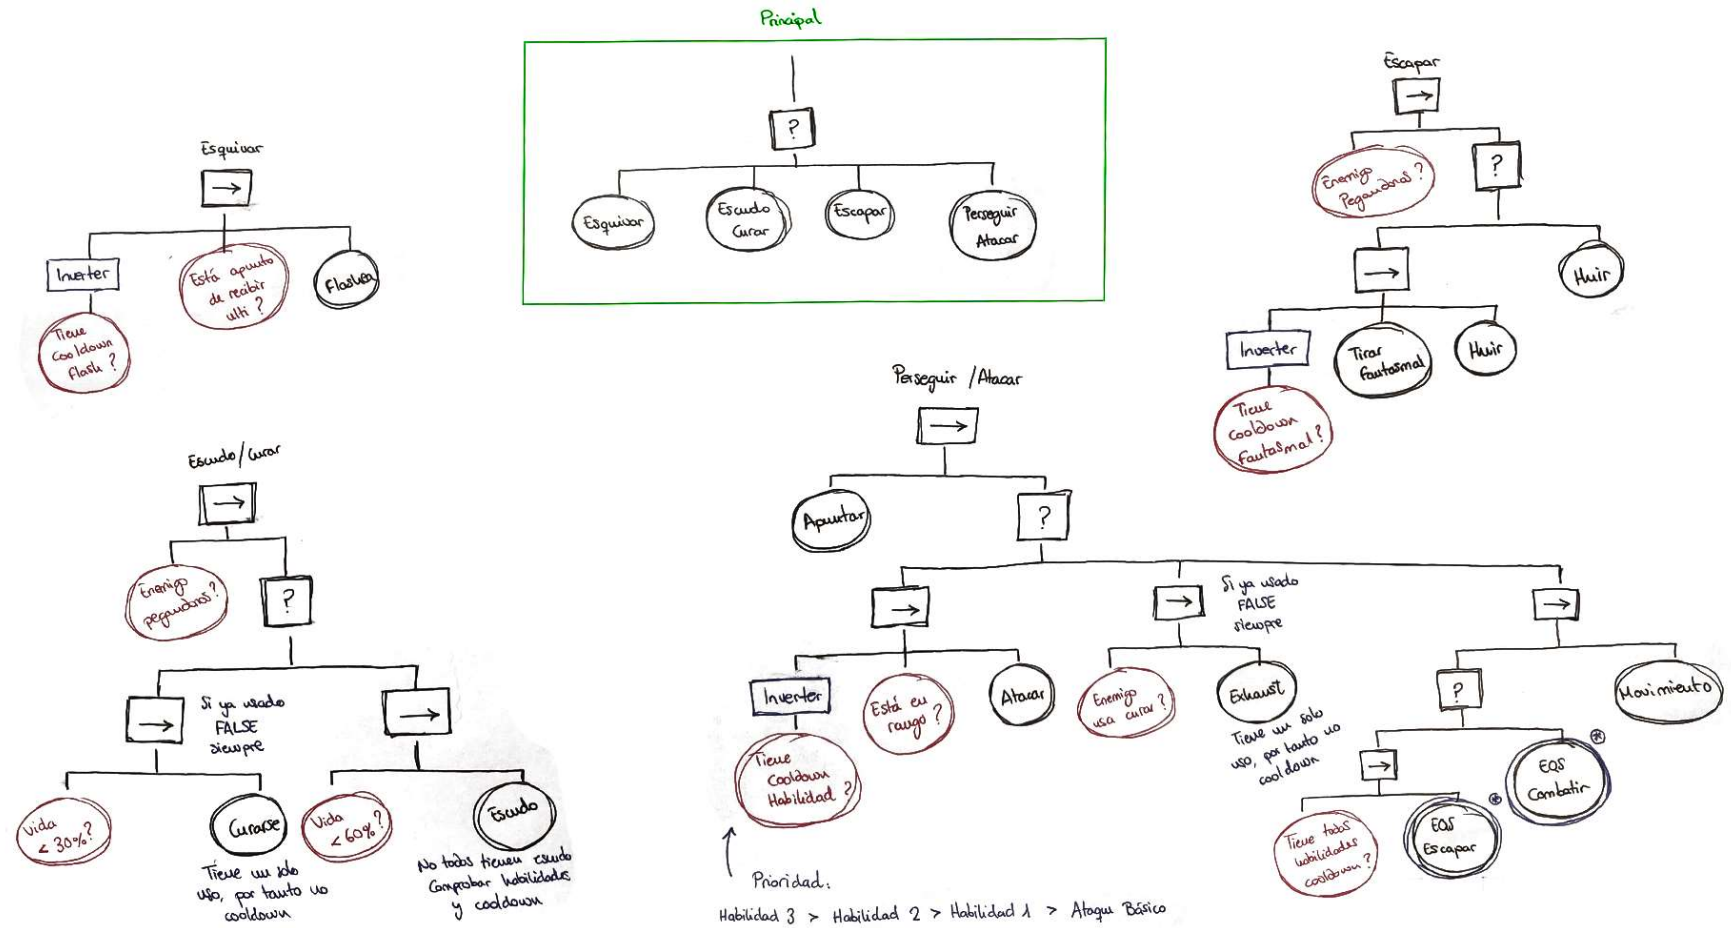 Principal
?
Esquivar
Escudo
Curar
Escapar
Perseguir
Atacar
Esquivar
→
Inverter
Tiene
cooldown
flash?
Está apunto
de recibir
ulti?
Flashea
Escapar
→
Enemigo
Pegandonos?
?
→
Huir
Inverter
Tirar
fantasmal
Huir
Tiene
cooldown
fantasmal?
Escudo/Curar
→
Enemigo
pegandonos?
?
→
Si ya usado
FALSE
siempre
→
Vida
< 30%?
Curarse
Tiene un solo
uso, por tanto no
cooldown
Vida
< 60%?
Escudo
No todos tienen escudo
Comprobar habilidades
y cooldown
Perseguir /Atacar
→
Apuntar
?
→
→
Si ya usado
FALSE
siempre
→
Inverter
Está en
rango?
Atacar
Tiene
Cooldown
Habilidad?
Enemigo
usa curar?
Exhaust
Tiene un solo
uso, por tanto no
cooldown
?
Movimiento
→
EQS
Combatir
*
Tiene todas
habilidades
cooldown?
EQS
Escapar
*
Prioridad:
Habilidad 3 > Habilidad 2 > Habilidad 1 > Ataque Básico